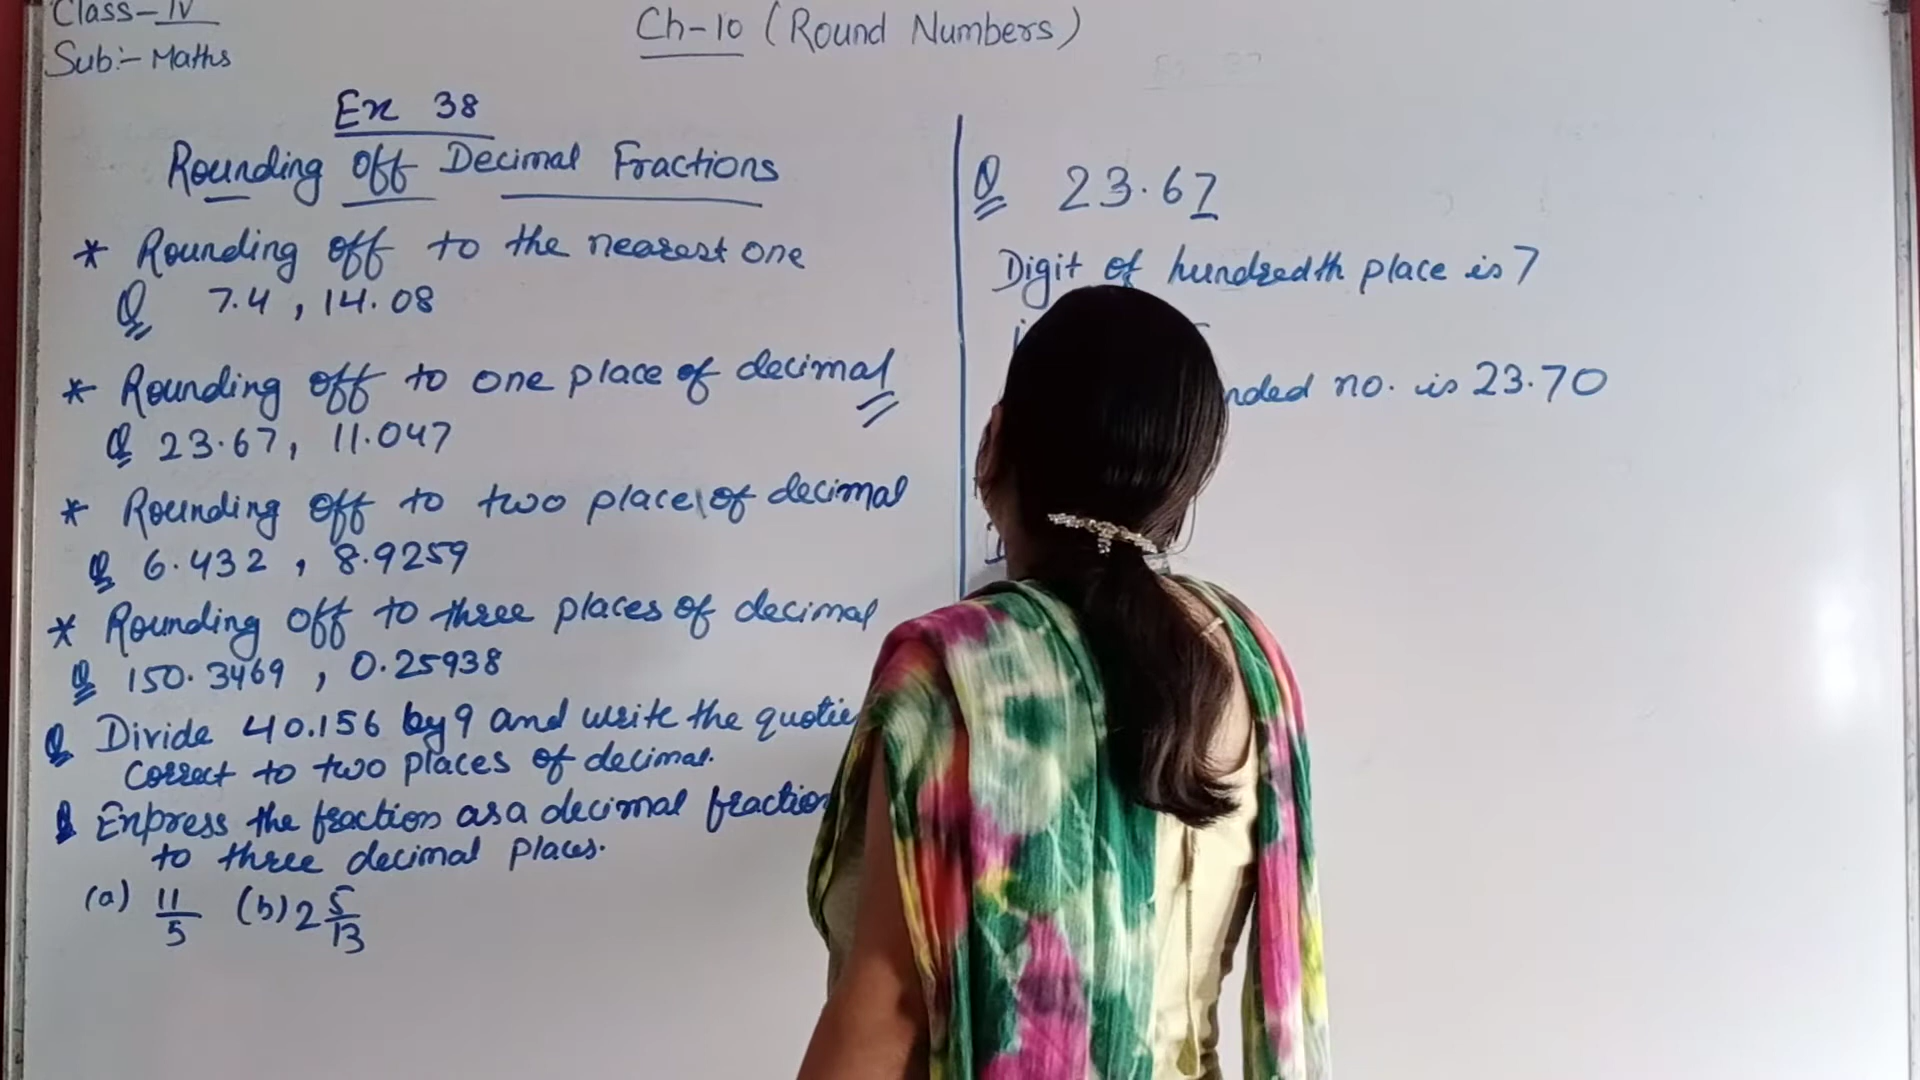 Class-IV
Sub:- Maths
Ch-10 (Round Numbers)
Ex 38
Rounding off Decimal Fractions
* Rounding off to the nearest one
Q 7.4, 14.08
* Rounding off to one place of decimal
Q 23.67, 11.047
* Rounding off to two place of decimal
Q 6.432, 8.9259
* Rounding off to three places of decimal
Q 150.3469, 0.25938
Q Divide 40.156 by 9 and write the
correct to two places of decimal.
Q Express the fraction as a decimal fraction
to three decimal places.
(a) 11/5 (b) 2 5/13
Q 23.67
Digit of hundredth place is 7
no. is 23.70